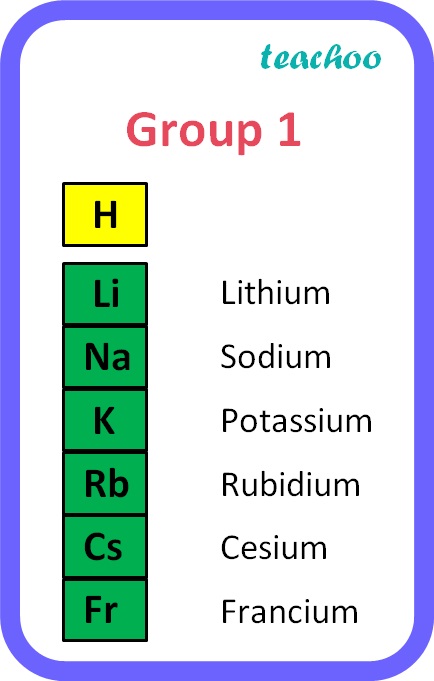 teachoo
Group 1
H
Li Lithium
Na Sodium
K Potassium
Rb Rubidium
Cs Cesium
Fr Francium